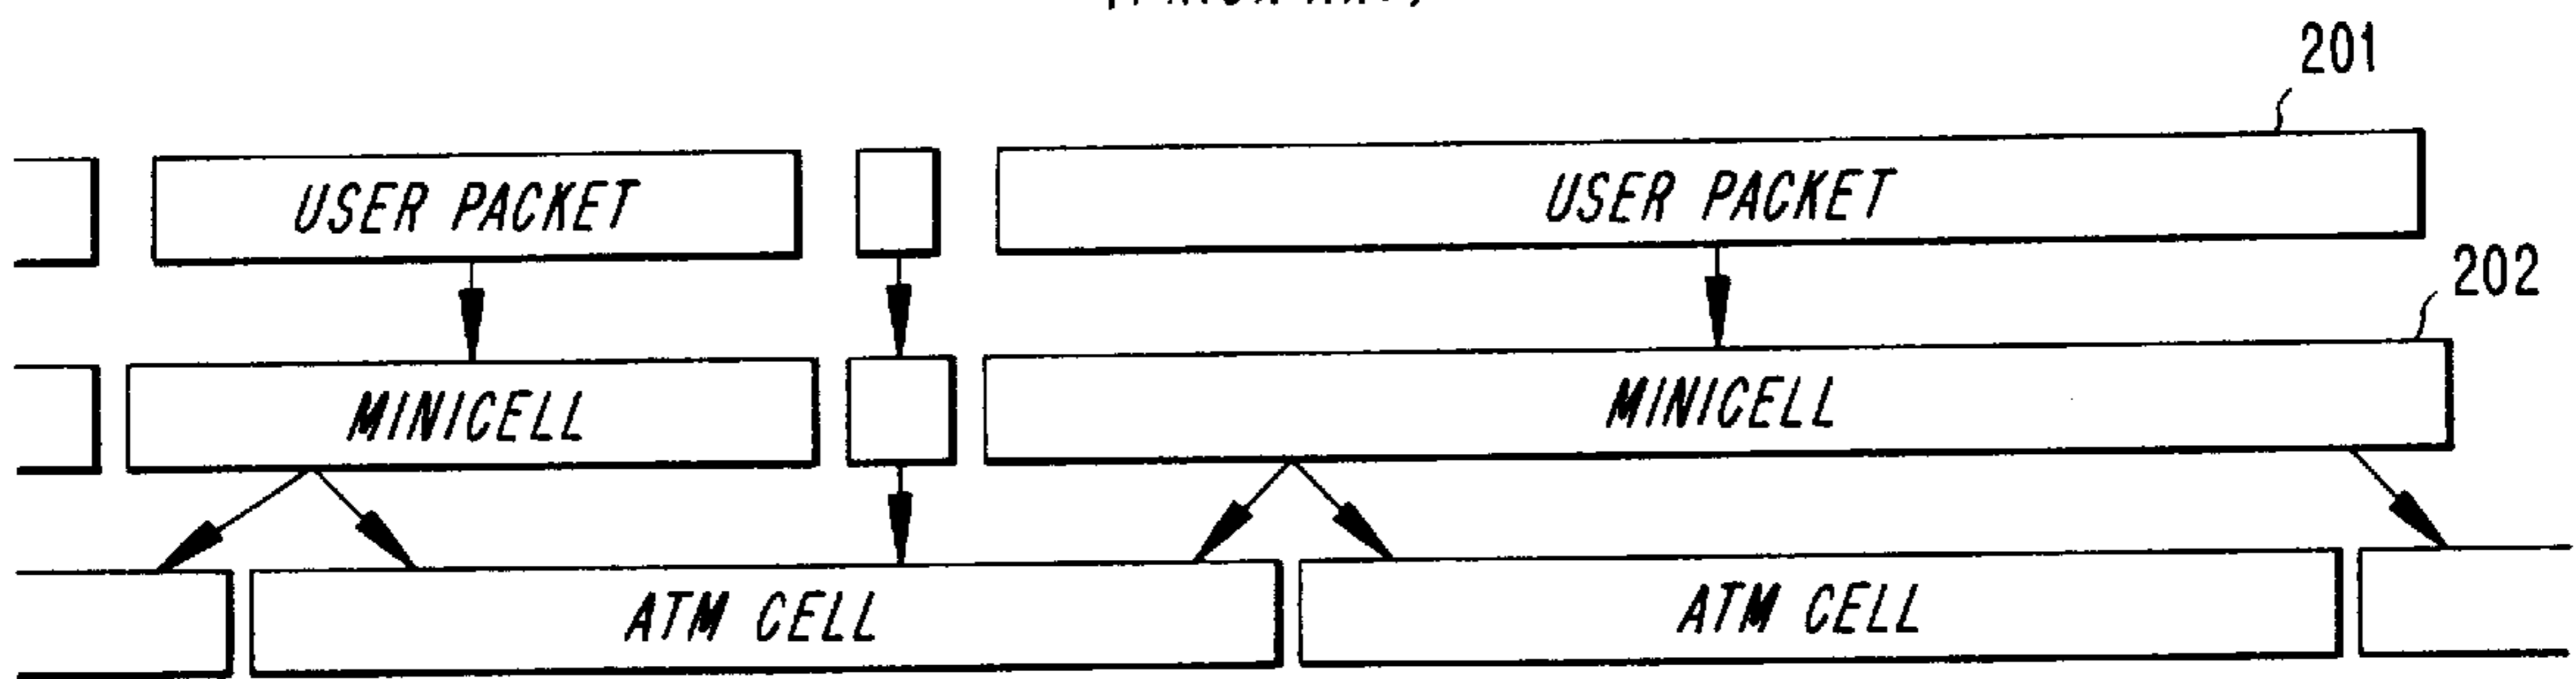 201
USER PACKET USER PACKET
202
MINICELL MINICELL
ATM CELL ATM CELL